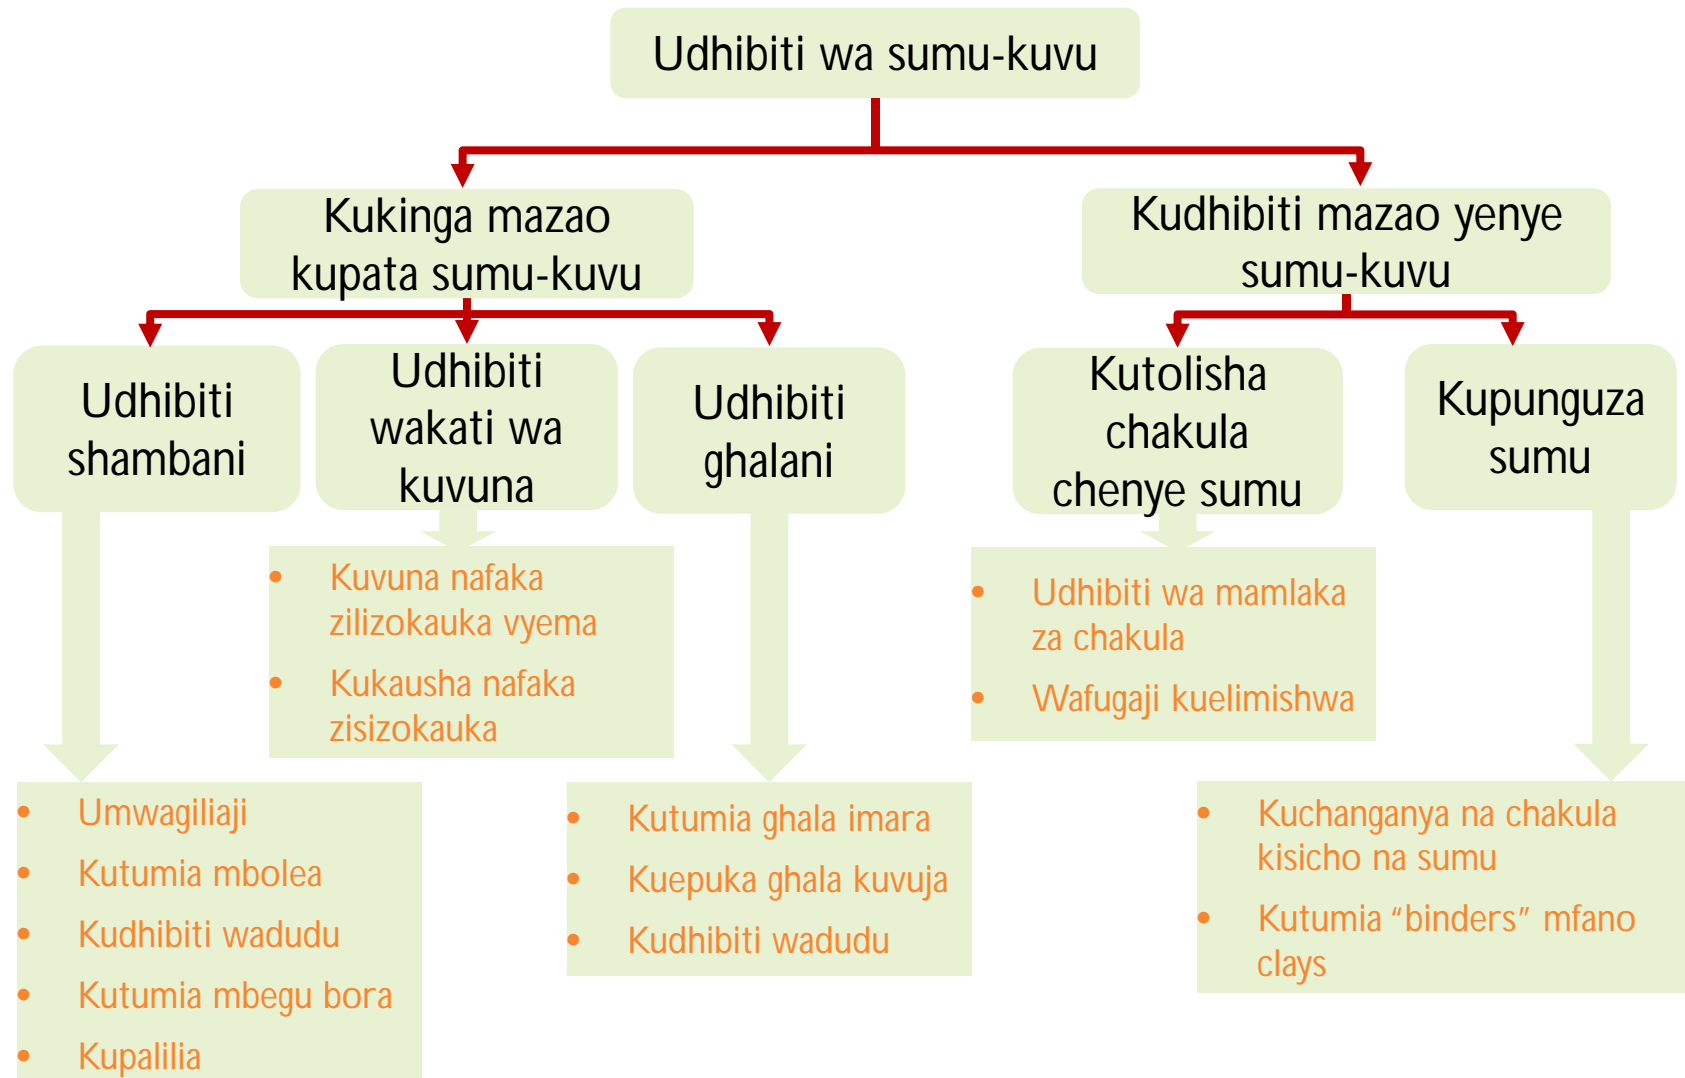 Udhibiti wa sumu-kuvu
Kukinga mazao
kupata sumu-kuvu
Kudhibiti mazao yenye
sumu-kuvu
Udhibiti
shambani
Udhibiti
wakati wa
kuvuna
Udhibiti
ghalani
Kutolisha
chakula
chenye sumu
Kupunguza
sumu
• Kuvuna nafaka
zilizokauka vyema
• Kukausha nafaka
zisizokauka
• Udhibiti wa mamlaka
za chakula
• Wafugaji kuelimishwa
• Umwagiliaji
• Kutumia mbolea
• Kudhibiti wadudu
• Kutumia mbegu bora
• Kupalilia
• Kutumia ghala imara
• Kuepuka ghala kuvuja
• Kudhibiti wadudu
• Kuchanganya na chakula
kisicho na sumu
• Kutumia “binders” mfano
clays